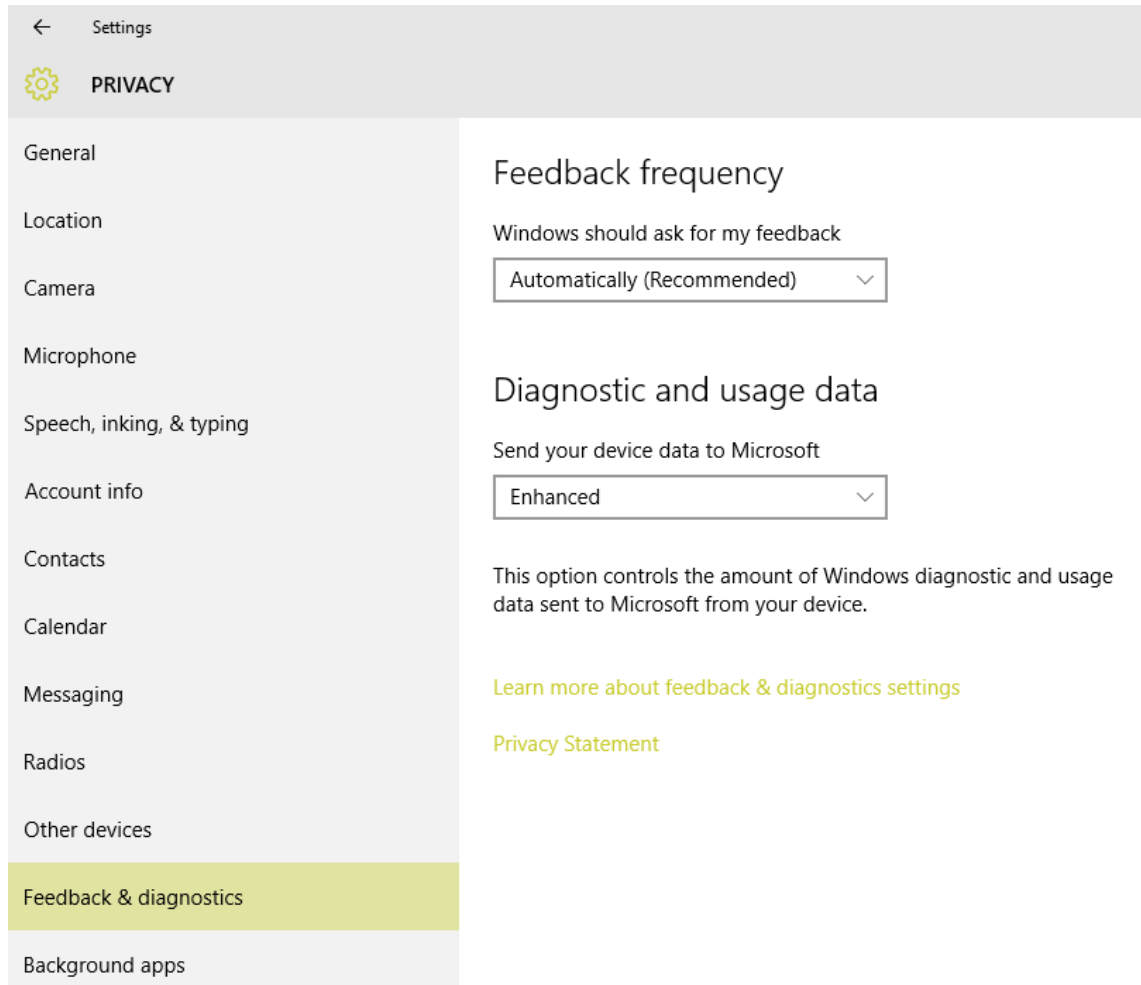 Settings
PRIVACY
General
Location
Camera
Microphone
Speech, inking, & typing
Account info
Contacts
Calendar
Messaging
Radios
Other devices
Feedback & diagnostics
Background apps
Feedback frequency
Windows should ask for my feedback
Automatically (Recommended)
Diagnostic and usage data
Send your device data to Microsoft
Enhanced
This option controls the amount of Windows diagnostic and usage
data sent to Microsoft from your device.
Learn more about feedback & diagnostics settings
Privacy Statement